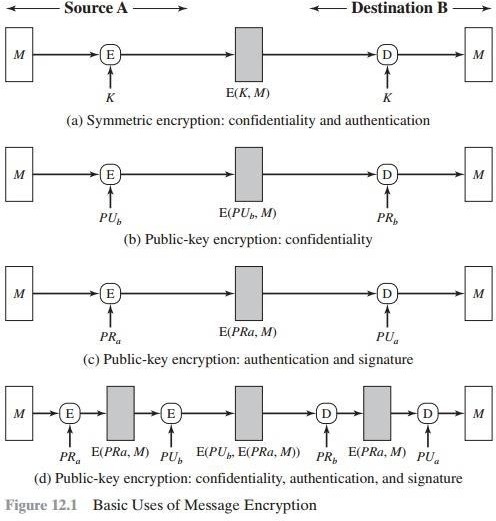 Source A Destination B
M E D M
K E(K, M) K
(a) Symmetric encryption: confidentiality and authentication
M E D M
PUb E(PUb, M) PRb
(b) Public-key encryption: confidentiality
M E D M
PRa E(PRa, M) PUa
(c) Public-key encryption: authentication and signature
M E E D D M
PRa E(PRa, M) PUb E(PUb, E(PRa, M)) PRb E(PRa, M) PUa
(d) Public-key encryption: confidentiality, authentication, and signature
Figure 12.1 Basic Uses of Message Encryption